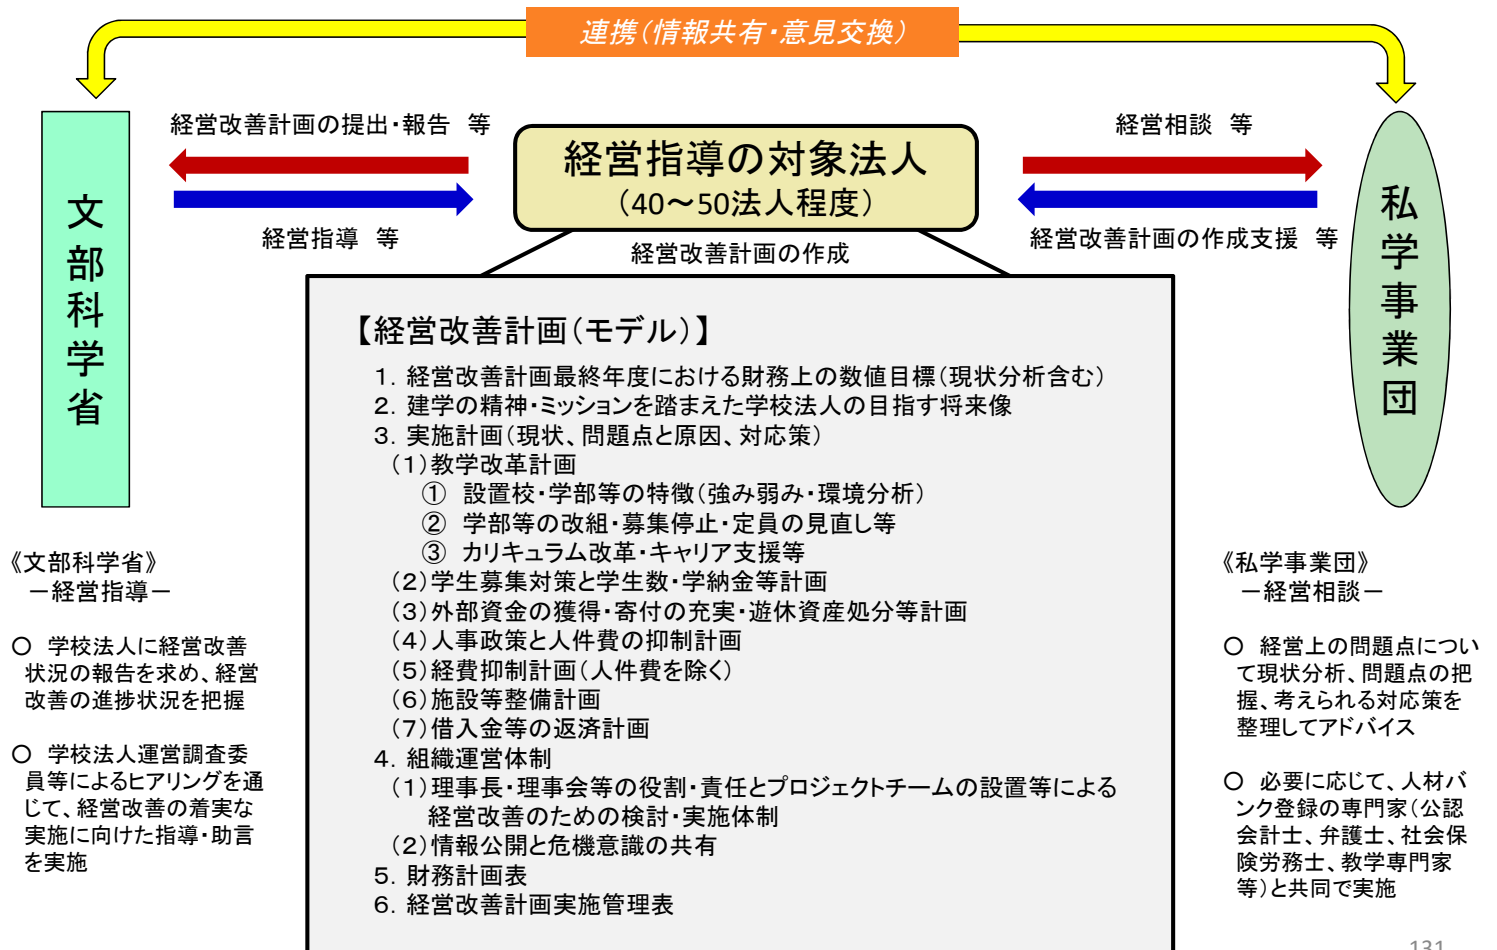 連携(情報共有・意見交換)
経営改善計画の提出・報告　等
経営指導　等
文部科学省
経営指導の対象法人
(40～50法人程度)
経営相談　等
経営改善計画の作成支援　等
私学事業団
経営改善計画の作成
【経営改善計画(モデル)】
1．経営改善計画最終年度における財務上の数値目標(現状分析含む)
2．建学の精神・ミッションを踏まえた学校法人の目指す将来像
3．実施計画(現状、問題点と原因、対応策)
(1)教学改革計画
①　設置校・学部等の特徴(強み弱み・環境分析)
②　学部等の改組・募集停止・定員の見直し等
③　カリキュラム改革・キャリア支援等
(2)学生募集対策と学生数・学納金等計画
(3)外部資金の獲得・寄付の充実・遊休資産処分等計画
(4)人事政策と人件費の抑制計画
(5)経費抑制計画(人件費を除く)
(6)施設等整備計画
(7)借入金等の返済計画
4．組織運営体制
(1)理事長・理事会等の役割・責任とプロジェクトチームの設置等による
経営改善のための検討・実施体制
(2)情報公開と危機意識の共有
5．財務計画表
6．経営改善計画実施管理表
《文部科学省》
－経営指導－
○　学校法人に経営改善
状況の報告を求め、経営
改善の進捗状況を把握
○　学校法人運営調査委
員等によるヒアリングを通
じて、経営改善の着実な
実施に向けた指導・助言
を実施
《私学事業団》
－経営相談－
○　経営上の問題点につい
て現状分析、問題点の把
握、考えられる対応策を
整理してアドバイス
○　必要に応じて、人材バ
ンク登録の専門家(公認
会計士、弁護士、社会保
険労務士、教学専門家
等)と共同で実施
131